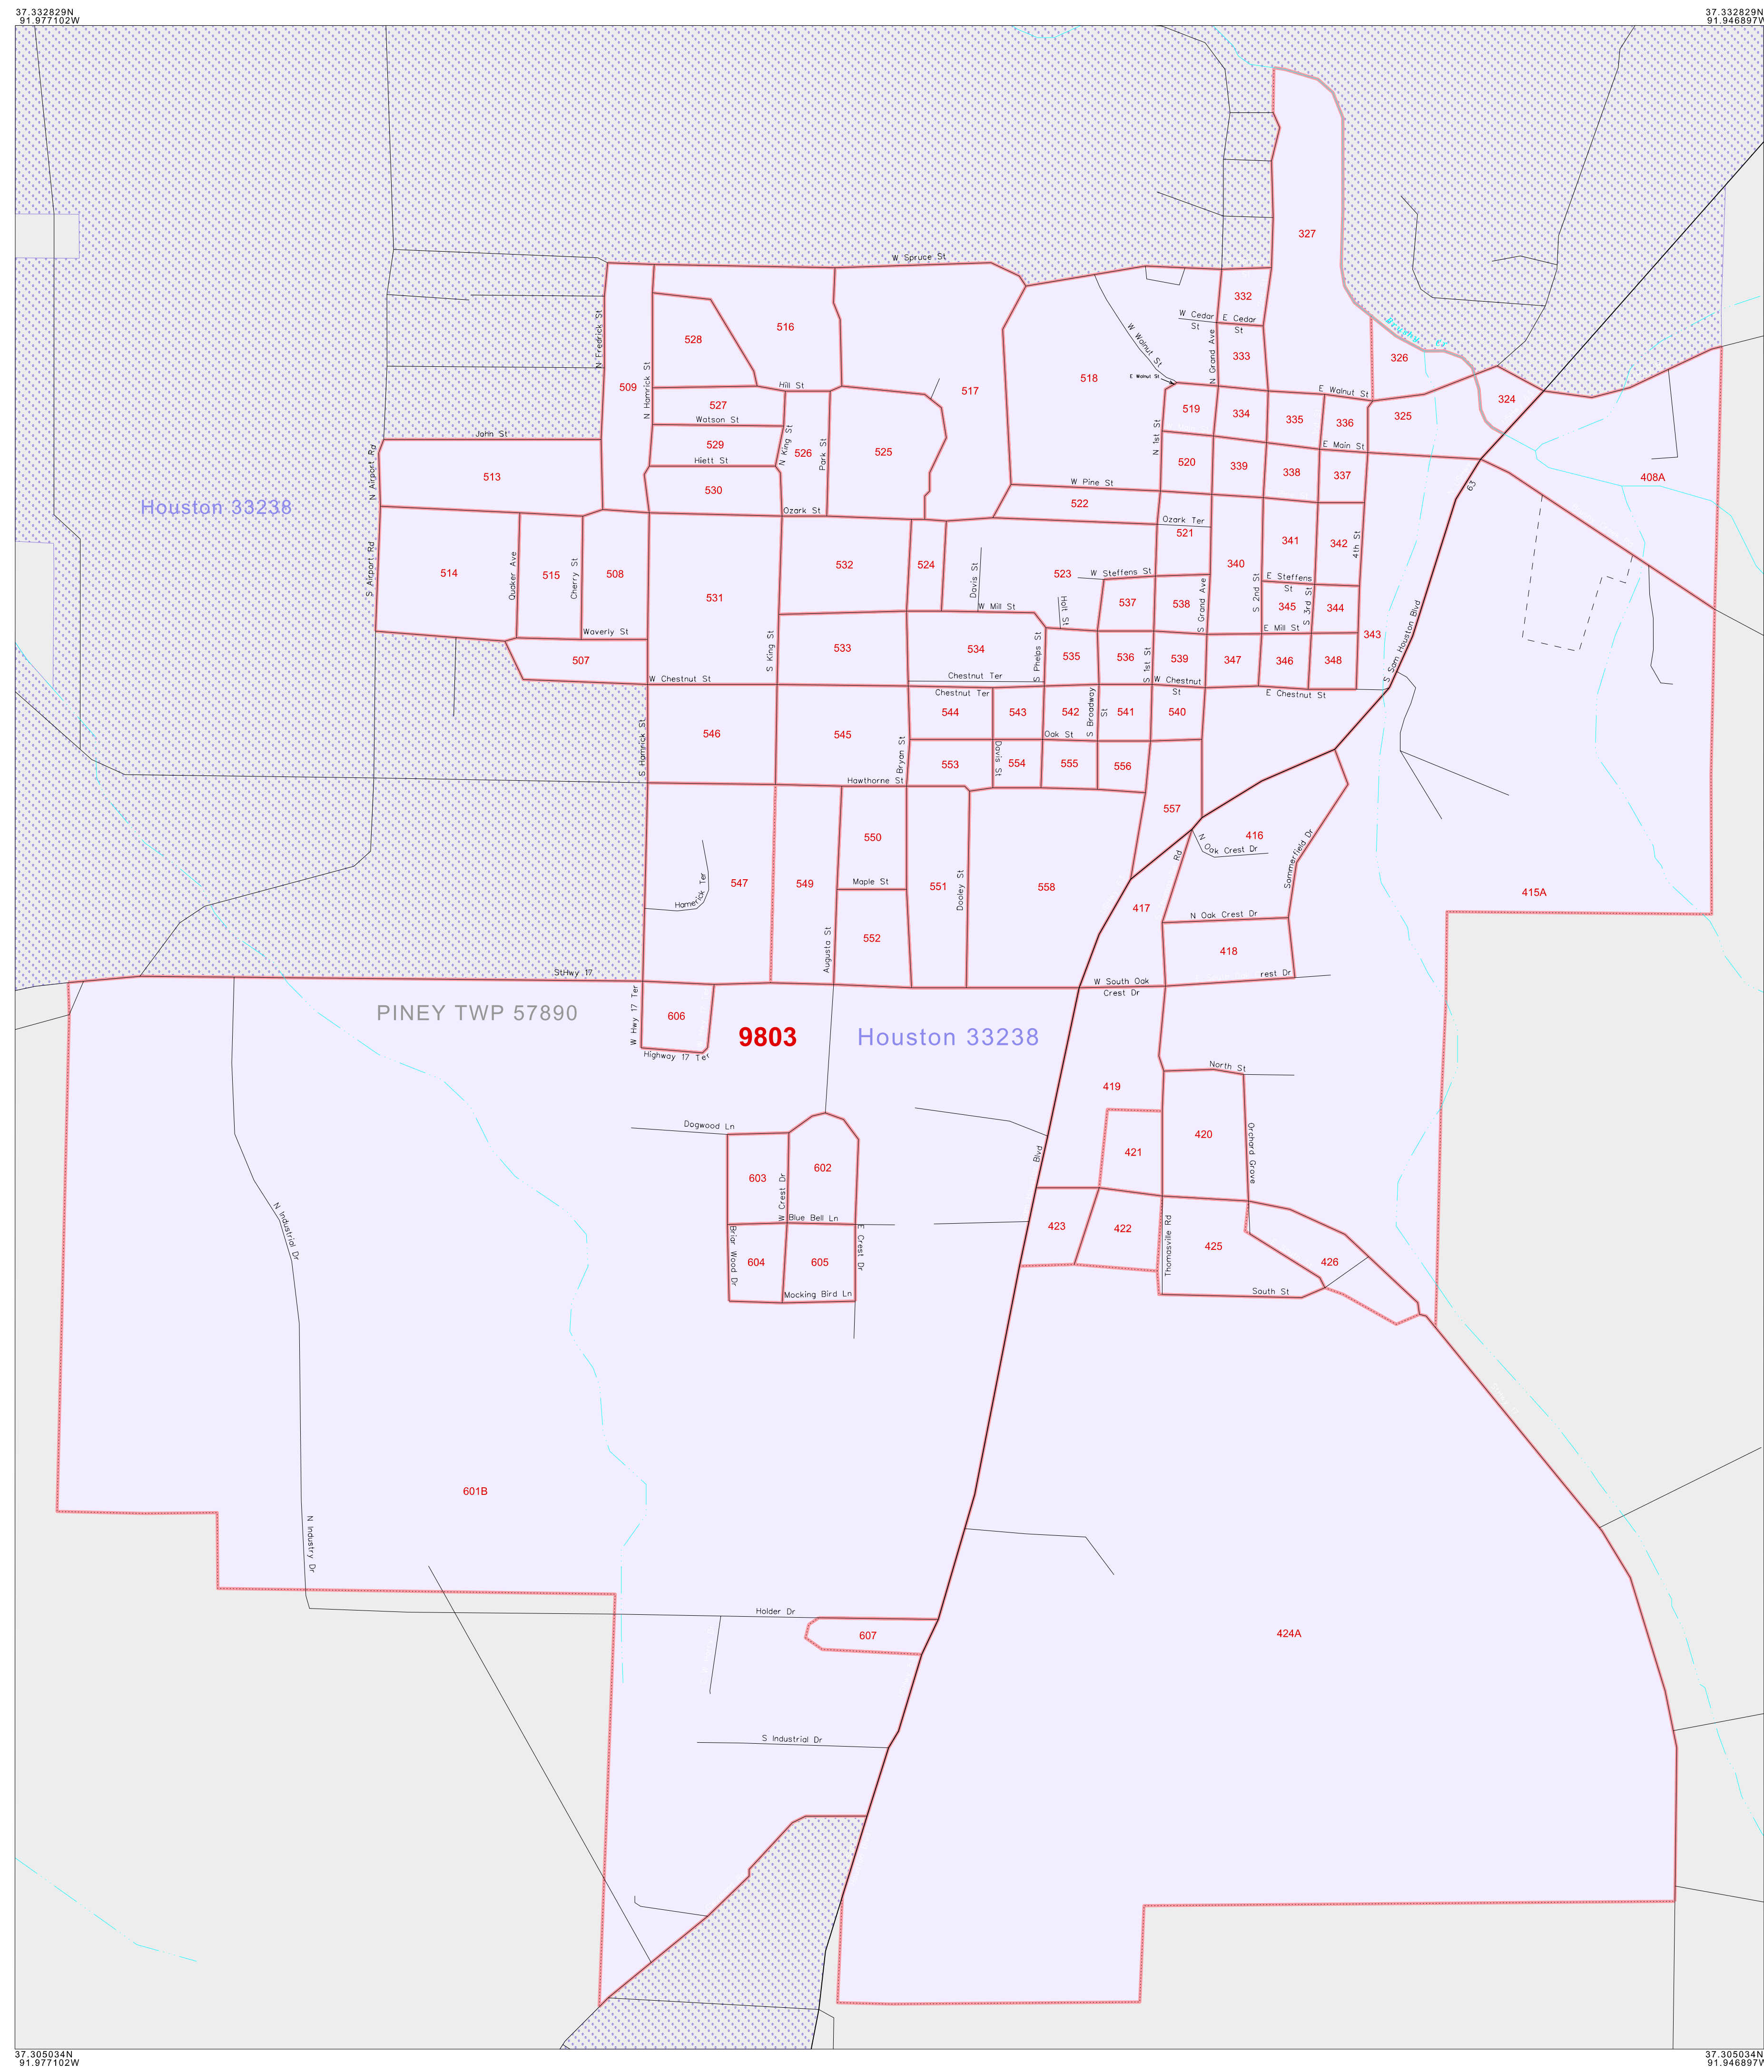 37.332829N
91.977102W
37.332829N
91.946897W
327
W Spruce St
332
W Cedar
St
E Cedar
St
N Grand Ave
W Walnut St
E Walnut St
Brushy Cr
333
326
516
528
N Fredrick St
N Hamrick St
509
518
517
Hill St
E Walnut St
324
527
519
334
335
336
325
Watson St
N King St
526
Park St
525
N 1st St
John St
529
E Main St
Hiett St
N Airport Rd
513
530
520
339
338
337
408A
63
W Pine St
522
Houston 33238
Ozark St
Ozark Ter
521
341
342
4th St
S Airport Rd
514
Quaker Ave
515
Cherry St
508
531
532
524
Davis St
523
W Steffens St
340
E Steffens
St
S 2nd St
S 3rd St
Holt St
537
538
S Grand Ave
345
344
W Mill St
Waverly St
E Mill St
343
S Sam Houston Blvd
507
S King St
533
534
S Phelps St
535
536
S 1st St
539
347
346
348
W Chestnut St
Chestnut Ter
W Chestnut
St
E Chestnut St
Chestnut Ter
S Hamrick St
546
545
Bryan St
544
543
542
S Broadway
St
541
540
Oak St
553
Davis St
554
555
556
Hawthorne St
557
550
416
N Oak Crest Dr
Sommerfield Dr
Rd
Hamerick Ter
547
549
Maple St
551
Dooley St
558
417
415A
N Oak Crest Dr
552
Augusta St
418
StHwy 17
W South Oak
Crest Dr
rest Dr
PINEY TWP 57890
W Hwy 17 Ter
606
9803
Houston 33238
Highway 17 Ter
North St
419
Dogwood Ln
420
Orchard Grove
421
Blvd
603
W Crest Dr
602
Blue Bell Ln
N Industrial Dr
423
422
Thomasville Rd
425
426
Briar Wood Dr
604
605
E Crest Dr
Mocking Bird Ln
South St
601B
N Industry Dr
Holder Dr
607
424A
S Industrial Dr
37.305034N
91.977102W
37.305034N
91.946897W